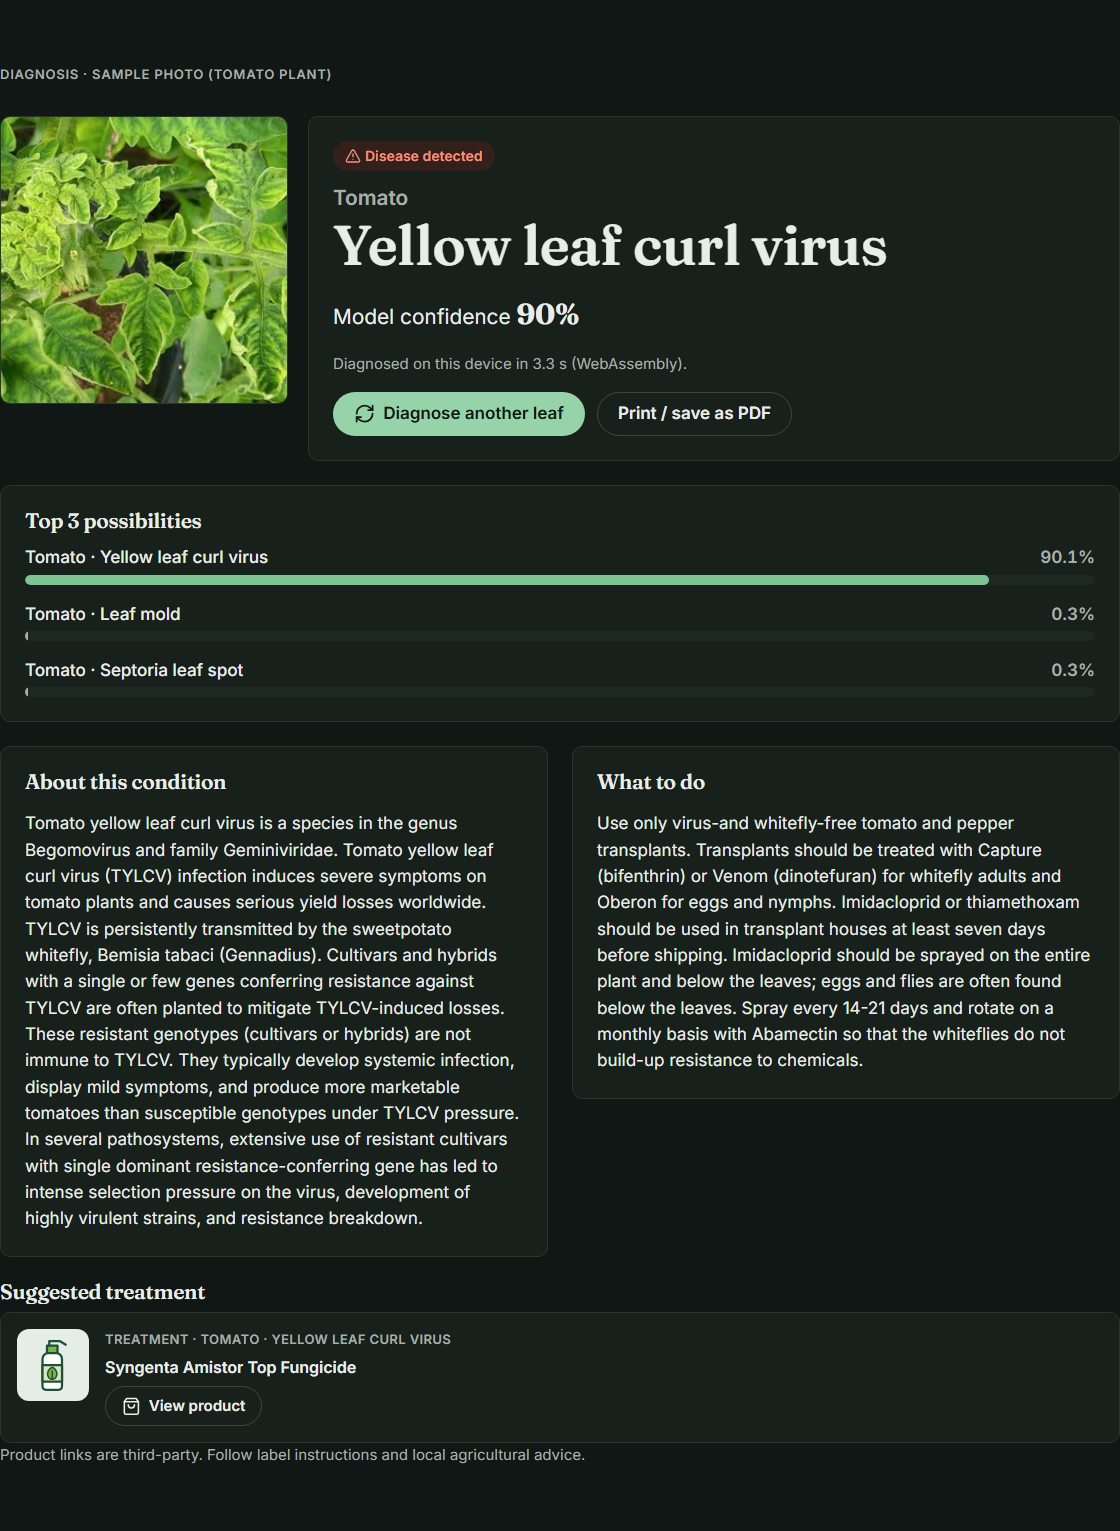 DIAGNOSIS · SAMPLE PHOTO (TOMATO PLANT)
Disease detected
Tomato
Yellow leaf curl virus
Model confidence 90%
Diagnosed on this device in 3.3 s (WebAssembly).
Diagnose another leaf
Print / save as PDF
Top 3 possibilities
Tomato · Yellow leaf curl virus 90.1%
Tomato · Leaf mold 0.3%
Tomato · Septoria leaf spot 0.3%
About this condition
Tomato yellow leaf curl virus is a species in the genus
Begomovirus and family Geminiviridae. Tomato yellow leaf
curl virus (TYLCV) infection induces severe symptoms on
tomato plants and causes serious yield losses worldwide.
TYLCV is persistently transmitted by the sweetpotato
whitefly, Bemisia tabaci (Gennadius). Cultivars and hybrids
with a single or few genes conferring resistance against
TYLCV are often planted to mitigate TYLCV-induced losses.
These resistant genotypes (cultivars or hybrids) are not
immune to TYLCV. They typically develop systemic infection,
display mild symptoms, and produce more marketable
tomatoes than susceptible genotypes under TYLCV pressure.
In several pathosystems, extensive use of resistant cultivars
with single dominant resistance-conferring gene has led to
intense selection pressure on the virus, development of
highly virulent strains, and resistance breakdown.
What to do
Use only virus-and whitefly-free tomato and pepper
transplants. Transplants should be treated with Capture
(bifenthrin) or Venom (dinotefuran) for whitefly adults and
Oberon for eggs and nymphs. Imidacloprid or thiamethoxam
should be used in transplant houses at least seven days
before shipping. Imidacloprid should be sprayed on the entire
plant and below the leaves; eggs and flies are often found
below the leaves. Spray every 14-21 days and rotate on a
monthly basis with Abamectin so that the whiteflies do not
build-up resistance to chemicals.
Suggested treatment
TREATMENT · TOMATO · YELLOW LEAF CURL VIRUS
Syngenta Amistor Top Fungicide
View product
Product links are third-party. Follow label instructions and local agricultural advice.